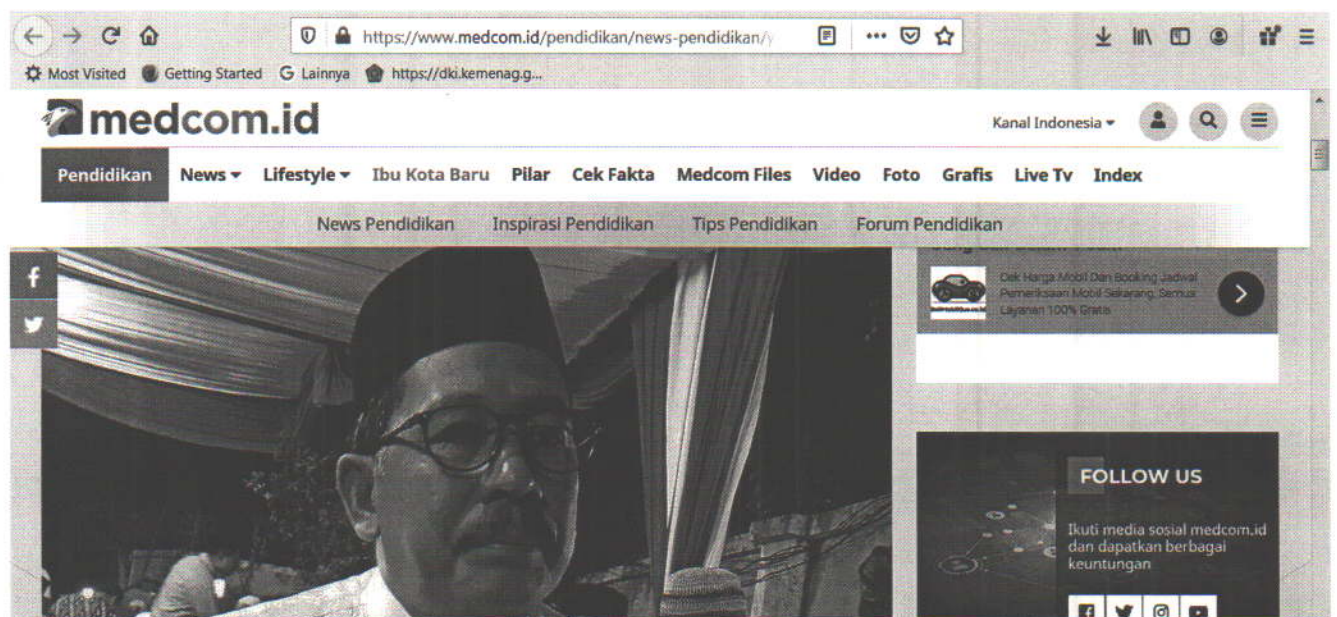 https://www.medcom.id/pendidikan/news-pendidikan/y
Most Visited Getting Started G Lainnya https://dki.kemenag.g...
medcom.id
Kanal Indonesia
Pendidikan News Lifestyle Ibu Kota Baru Pilar Cek Fakta Medcom Files Video Foto Grafis Live Tv Index
News Pendidikan Inspirasi Pendidikan Tips Pendidikan Forum Pendidikan
Cek Harga Mobil Dan Booking Jadwal
Pemeriksaan Mobil Sekarang. Semua
Layanan 100% Gratis
FOLLOW US
Ikuti media sosial medcom.id
dan dapatkan berbagai
keuntungan